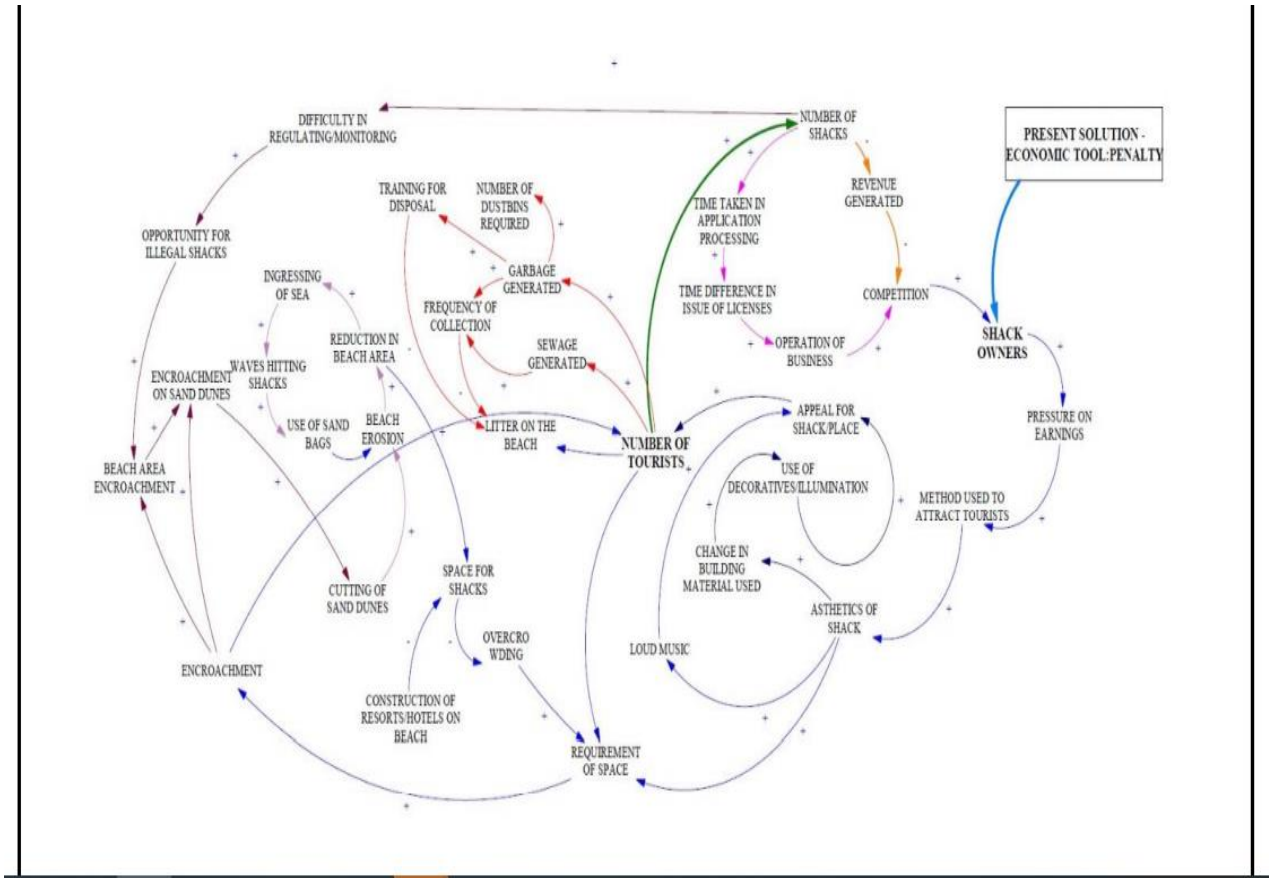 DIFFICULTY IN
REGULATING/MONITORING
NUMBER OF
SHACKS
PRESENT SOLUTION -
ECONOMIC TOOL:PENALTY
TRAINING FOR
DISPOSAL
NUMBER OF
DUSTBINS
REQUIRED
REVENUE
GENERATED
TIME TAKEN IN
APPLICATION
PROCESSING
OPPORTUNITY FOR
ILLEGAL SHACKS
INGRESSING
OF SEA
GARBAGE
GENERATED
TIME DIFFERENCE IN
ISSUE OF LICENSES
COMPETITION
FREQUENCY OF
COLLECTION
SHACK
OWNERS
REDUCTION IN
BEACH AREA
SEWAGE
GENERATED
OPERATION OF
BUSINESS
WAVES HITTING
SHACKS
ENCROACHMENT
ON SAND DUNES
USE OF SAND
BAGS
BEACH
EROSION
LITTER ON THE
BEACH
NUMBER OF
TOURISTS
APPEAL FOR
SHACK/PLACE
PRESSURE ON
EARNINGS
BEACH AREA
ENCROACHMENT
USE OF
DECORATIVES/ILLUMINATION
METHOD USED TO
ATTRACT TOURISTS
CUTTING OF
SAND DUNES
SPACE FOR
SHACKS
CHANGE IN
BUILDING
MATERIAL USED
ASTHETICS OF
SHACK
OVERCRO
WDING
LOUD MUSIC
ENCROACHMENT
CONSTRUCTION OF
RESORTS/HOTELS ON
BEACH
REQUIREMENT
OF SPACE